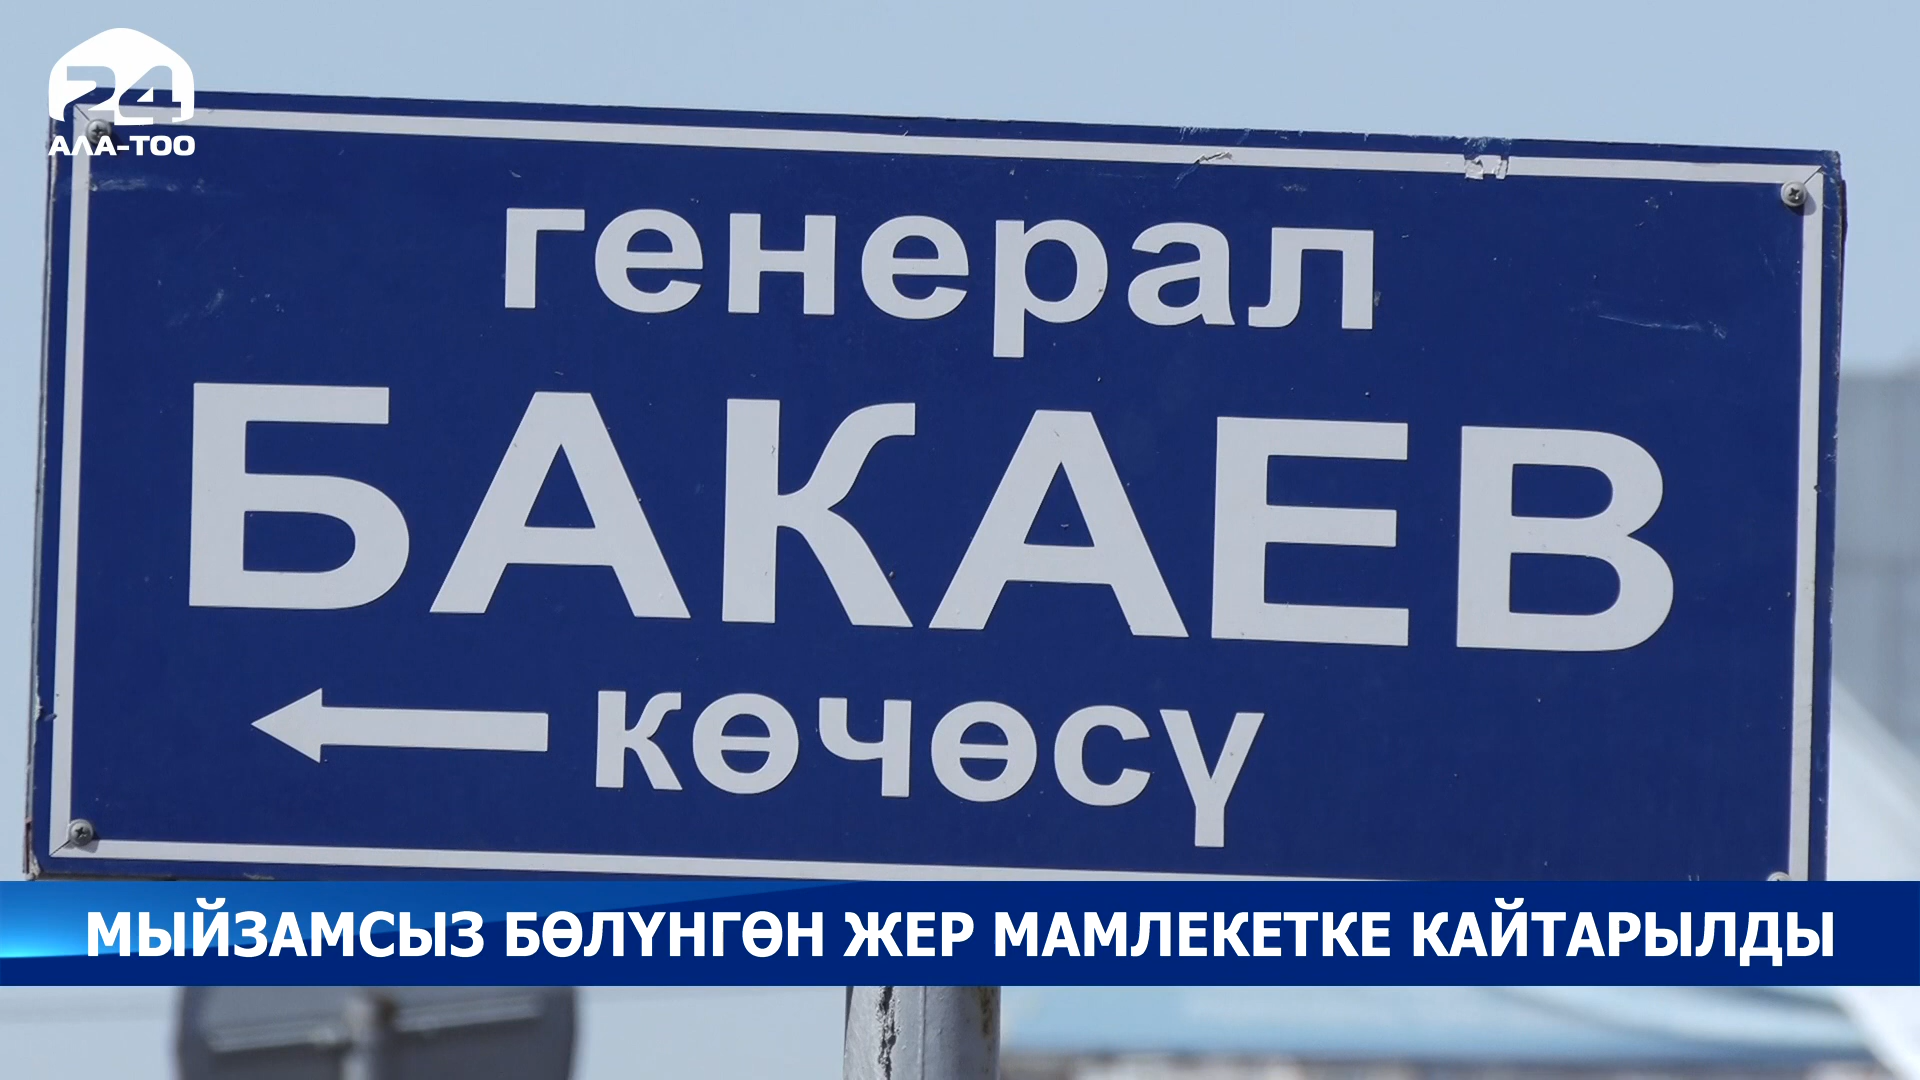 24
АЛА-ТОО
генерал
БАКАЕВ
көчөсү
МЫЙЗАМСЫЗ БӨЛҮНГӨН ЖЕР МАМЛЕКЕТКЕ КАЙТАРЫЛДЫ